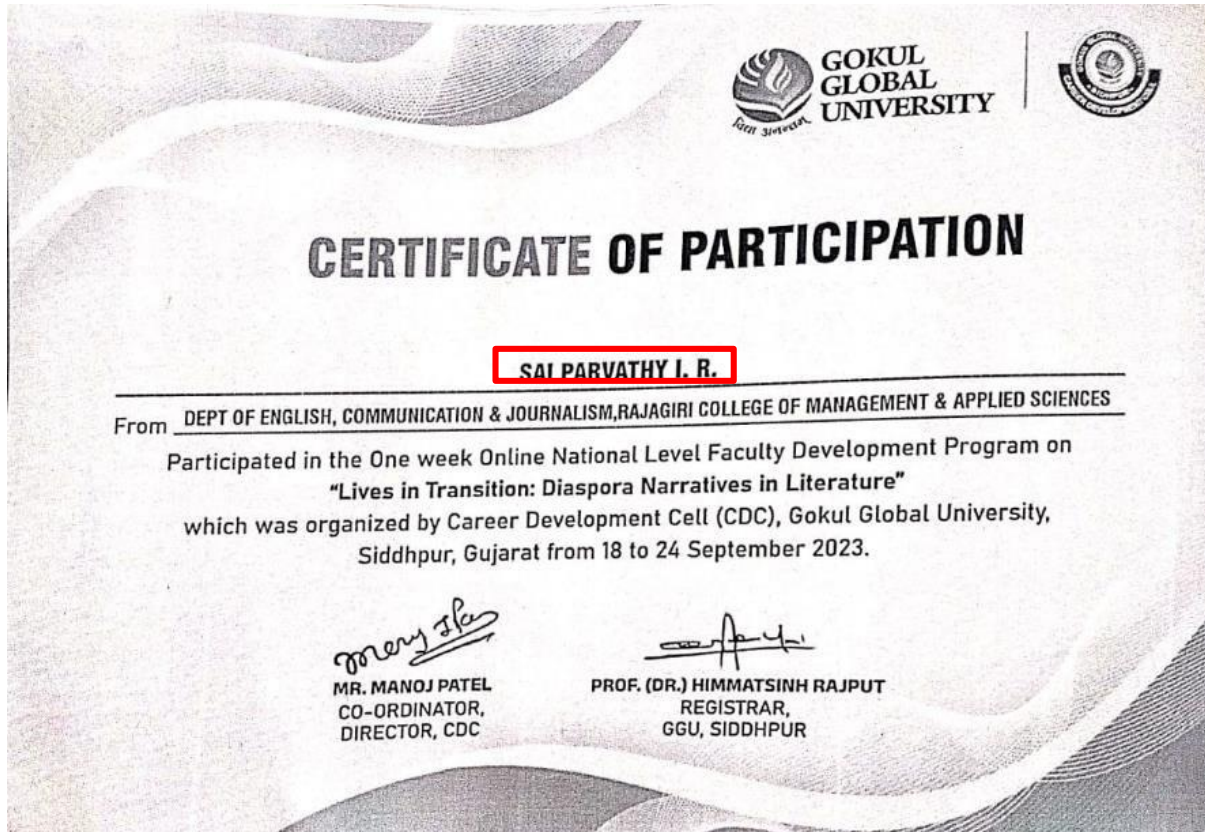 GOKUL
GLOBAL
UNIVERSITY
CERTIFICATE OF PARTICIPATION
SAI PARVATHY I. R.
From DEPT OF ENGLISH, COMMUNICATION & JOURNALISM,RAJAGIRI COLLEGE OF MANAGEMENT & APPLIED SCIENCES
Participated in the One week Online National Level Faculty Development Program on
“Lives in Transition: Diaspora Narratives in Literature”
which was organized by Career Development Cell (CDC), Gokul Global University,
Siddhpur, Gujarat from 18 to 24 September 2023.
MR. MANOJ PATEL
CO-ORDINATOR,
DIRECTOR, CDC
PROF. (DR.) HIMMATSINH RAJPUT
REGISTRAR,
GGU, SIDDHPUR